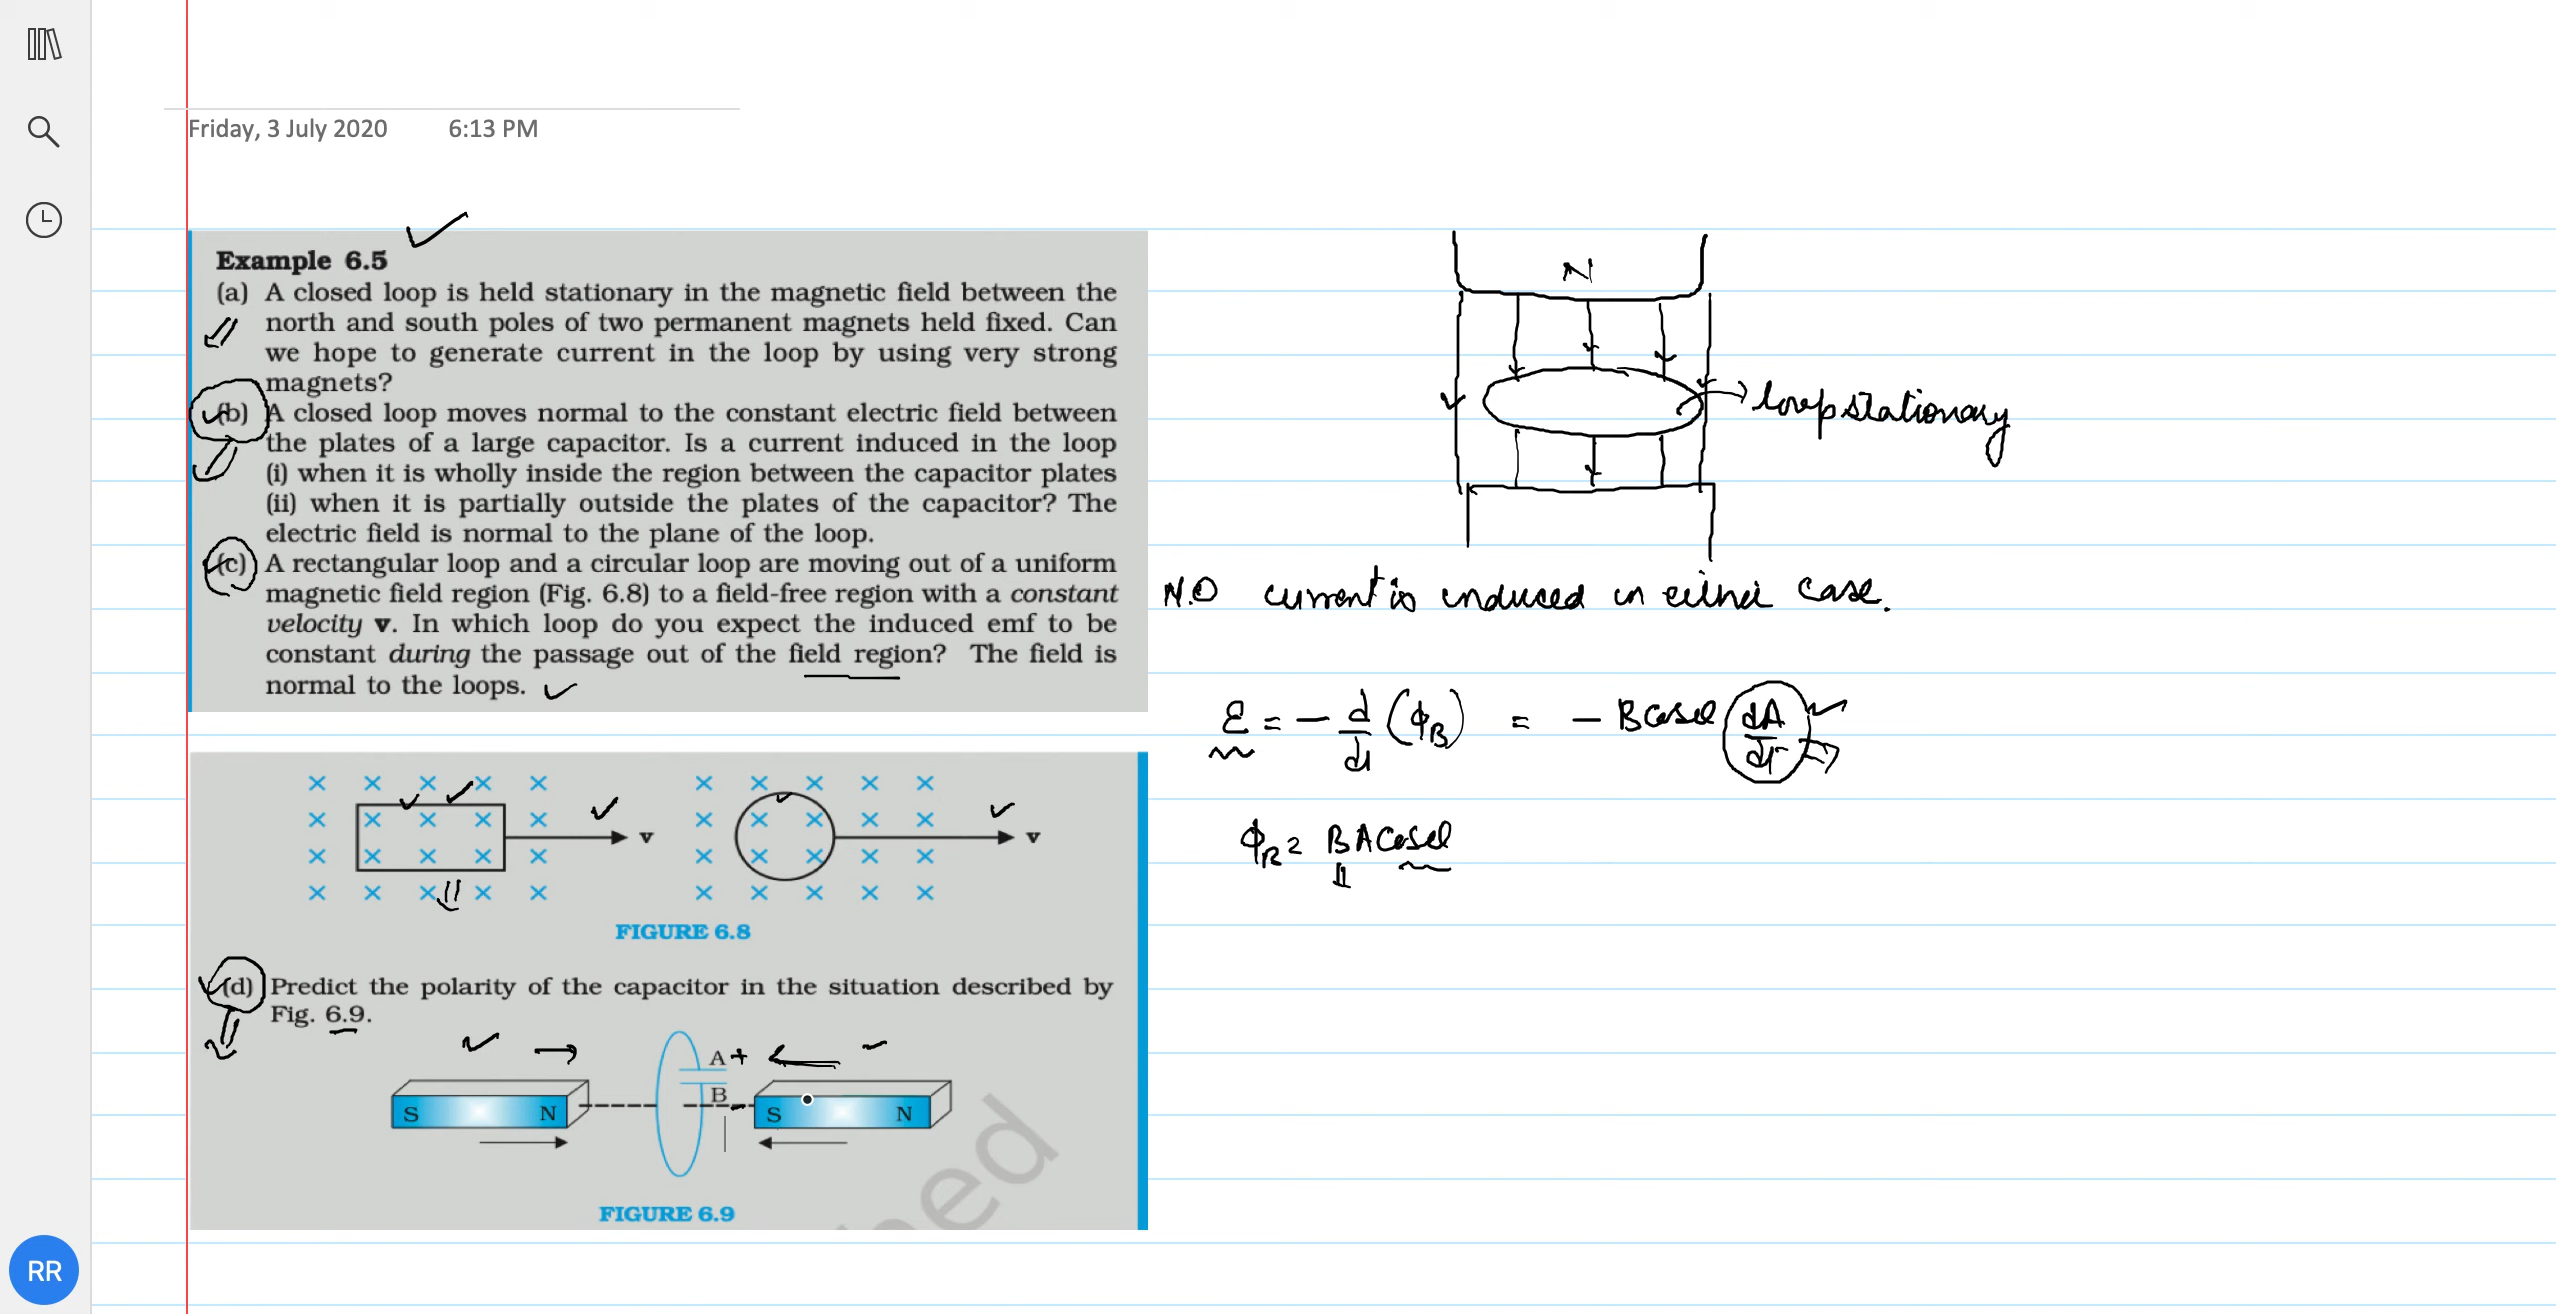 Friday, 3 July 2020 6:13 PM
Example 6.5
(a) A closed loop is held stationary in the magnetic field between the
north and south poles of two permanent magnets held fixed. Can
we hope to generate current in the loop by using very strong
magnets?
(b) A closed loop moves normal to the constant electric field between
the plates of a large capacitor. Is a current induced in the loop
(i) when it is wholly inside the region between the capacitor plates
(ii) when it is partially outside the plates of the capacitor? The
electric field is normal to the plane of the loop.
(c) A rectangular loop and a circular loop are moving out of a uniform
magnetic field region (Fig. 6.8) to a field-free region with a constant
velocity v. In which loop do you expect the induced emf to be
constant during the passage out of the field region? The field is
normal to the loops.
v v
FIGURE 6.8
(d) Predict the polarity of the capacitor in the situation described by
Fig. 6.9.
A +
B -
S N S N
FIGURE 6.9
N
loop stationary
N.O current is induced in either case.
ε = - d/dt (ϕB) = - B cosθ dA/dt
ϕB = BA cosθ
RR